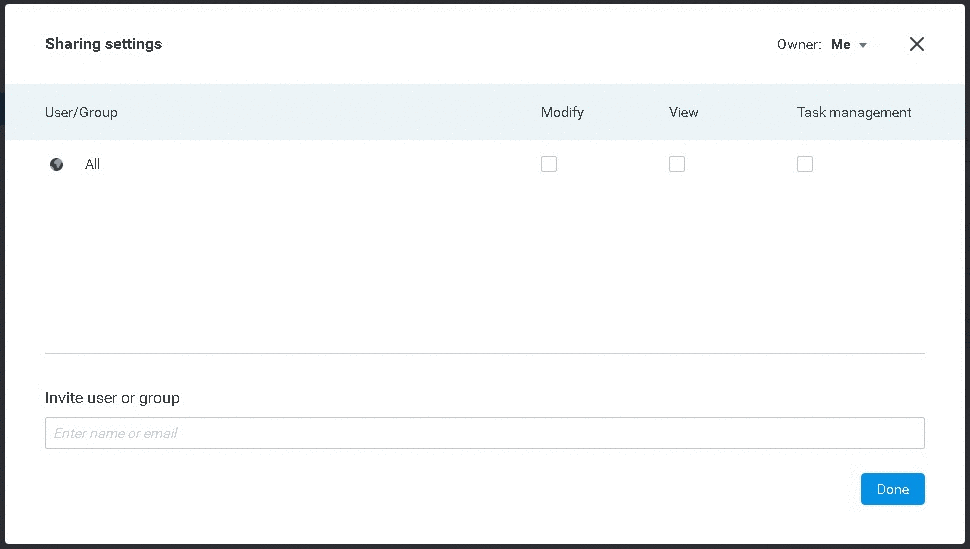 Sharing settings
Owner: Me
User/Group Modify View Task management
All
Invite user or group
Enter name or email
Done